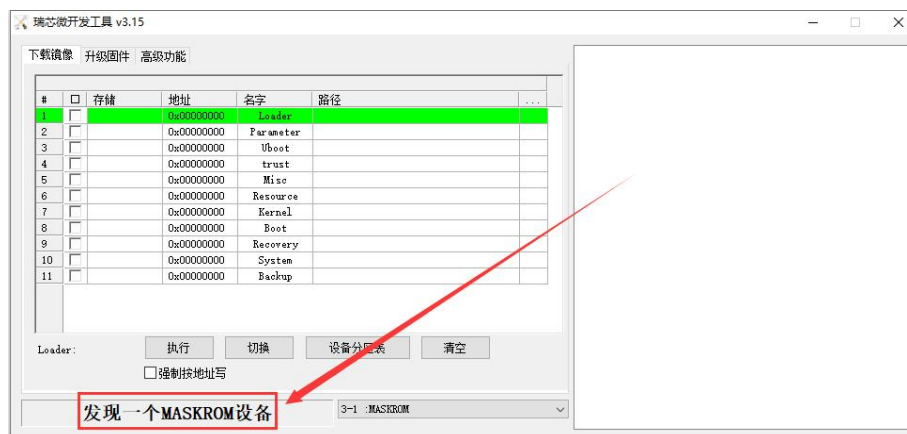 瑞芯微开发工具 v3.15
下载镜像 升级固件 高级功能
# 存储 地址 名字 路径 ...
1 0x00000000 Loader
2 0x00000000 Parameter
3 0x00000000 Uboot
4 0x00000000 trust
5 0x00000000 Misc
6 0x00000000 Resource
7 0x00000000 Kernel
8 0x00000000 Boot
9 0x00000000 Recovery
10 0x00000000 System
11 0x00000000 Backup
Loader: 执行 切换 设备分区表 清空
强制按地址写
发现一个MASKROM设备 3-1 :MASKROM